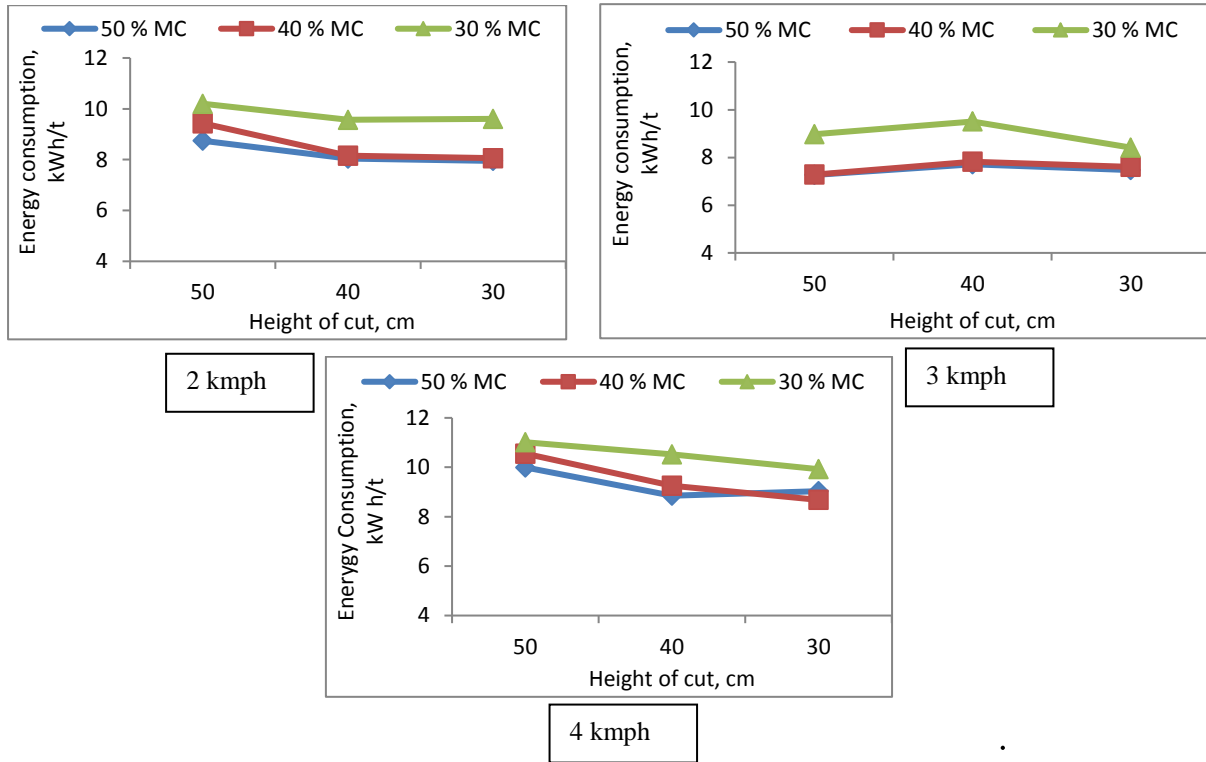 50 % MC 40 % MC 30 % MC
Energy consumption,
kWh/t
12
10
8
6
4
50 40 30
Height of cut, cm
2 kmph
50 % MC 40 % MC 30 % MC
Energy consumption,
kWh/t
12
10
8
6
4
50 40 30
Height of cut, cm
3 kmph
50 % MC 40 % MC 30 % MC
Enerygy Consumption,
kW h/t
12
10
8
6
4
50 40 30
Height of cut, cm
4 kmph
.